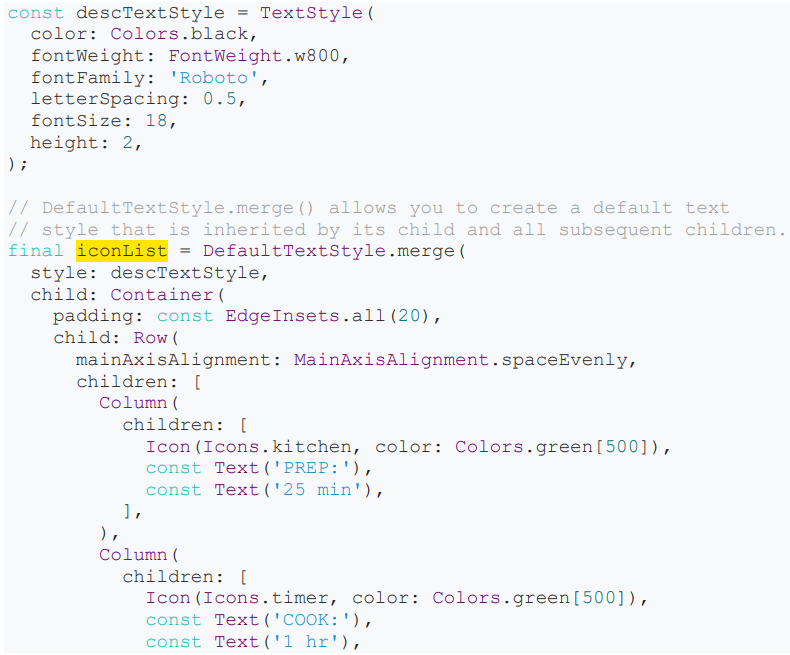 const descTextStyle = TextStyle(
  color: Colors.black,
  fontWeight: FontWeight.w800,
  fontFamily: 'Roboto',
  letterSpacing: 0.5,
  fontSize: 18,
  height: 2,
);

// DefaultTextStyle.merge() allows you to create a default text
// style that is inherited by its child and all subsequent children.
final iconList = DefaultTextStyle.merge(
  style: descTextStyle,
  child: Container(
    padding: const EdgeInsets.all(20),
    child: Row(
      mainAxisAlignment: MainAxisAlignment.spaceEvenly,
      children: [
        Column(
          children: [
            Icon(Icons.kitchen, color: Colors.green[500]),
            const Text('PREP:'),
            const Text('25 min'),
          ],
        ),
        Column(
          children: [
            Icon(Icons.timer, color: Colors.green[500]),
            const Text('COOK:'),
            const Text('1 hr'),